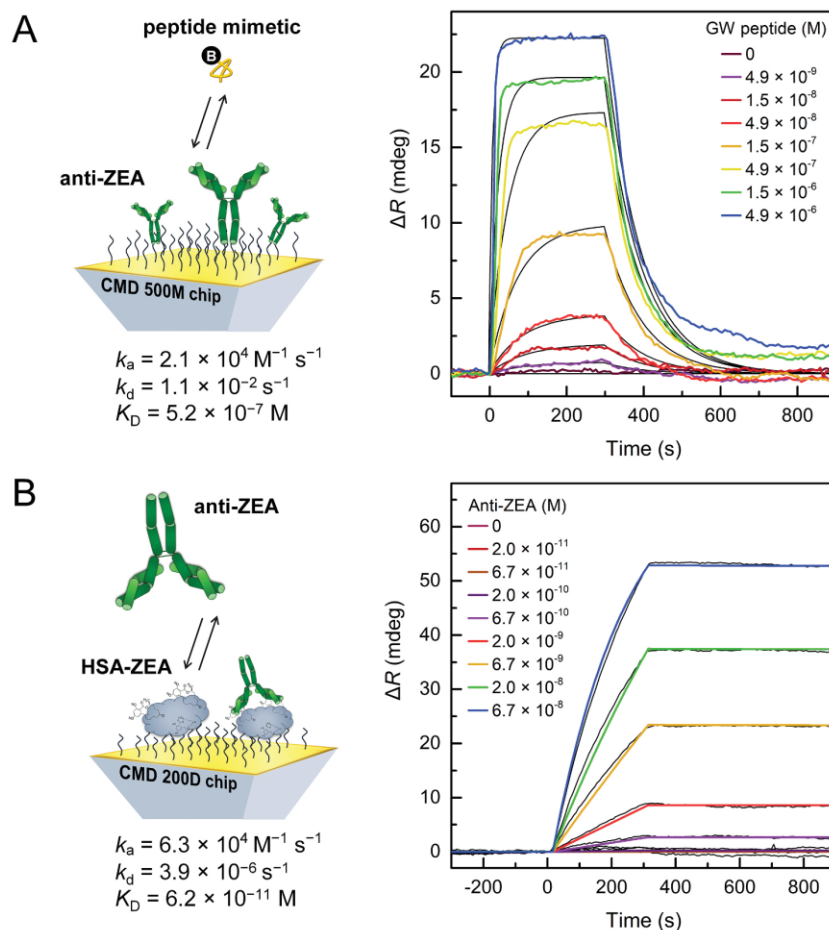 A
peptide mimetic
B
anti-ZEA
CMD 500M chip
kₐ = 2.1 × 10⁴ M⁻¹ s⁻¹
k_d = 1.1 × 10⁻² s⁻¹
K_D = 5.2 × 10⁻⁷ M
ΔR (mdeg)
20
15
10
5
0
0 200 400 600 800
Time (s)
GW peptide (M)
0
4.9 × 10⁻⁹
1.5 × 10⁻⁸
4.9 × 10⁻⁸
1.5 × 10⁻⁷
4.9 × 10⁻⁷
1.5 × 10⁻⁶
4.9 × 10⁻⁶
B
anti-ZEA
HSA-ZEA
CMD 200D chip
kₐ = 6.3 × 10⁴ M⁻¹ s⁻¹
k_d = 3.9 × 10⁻⁶ s⁻¹
K_D = 6.2 × 10⁻¹¹ M
ΔR (mdeg)
60
50
40
30
20
10
0
-200 0 200 400 600 800
Time (s)
Anti-ZEA (M)
0
2.0 × 10⁻¹¹
6.7 × 10⁻¹¹
2.0 × 10⁻¹⁰
6.7 × 10⁻¹⁰
2.0 × 10⁻⁹
6.7 × 10⁻⁹
2.0 × 10⁻⁸
6.7 × 10⁻⁸